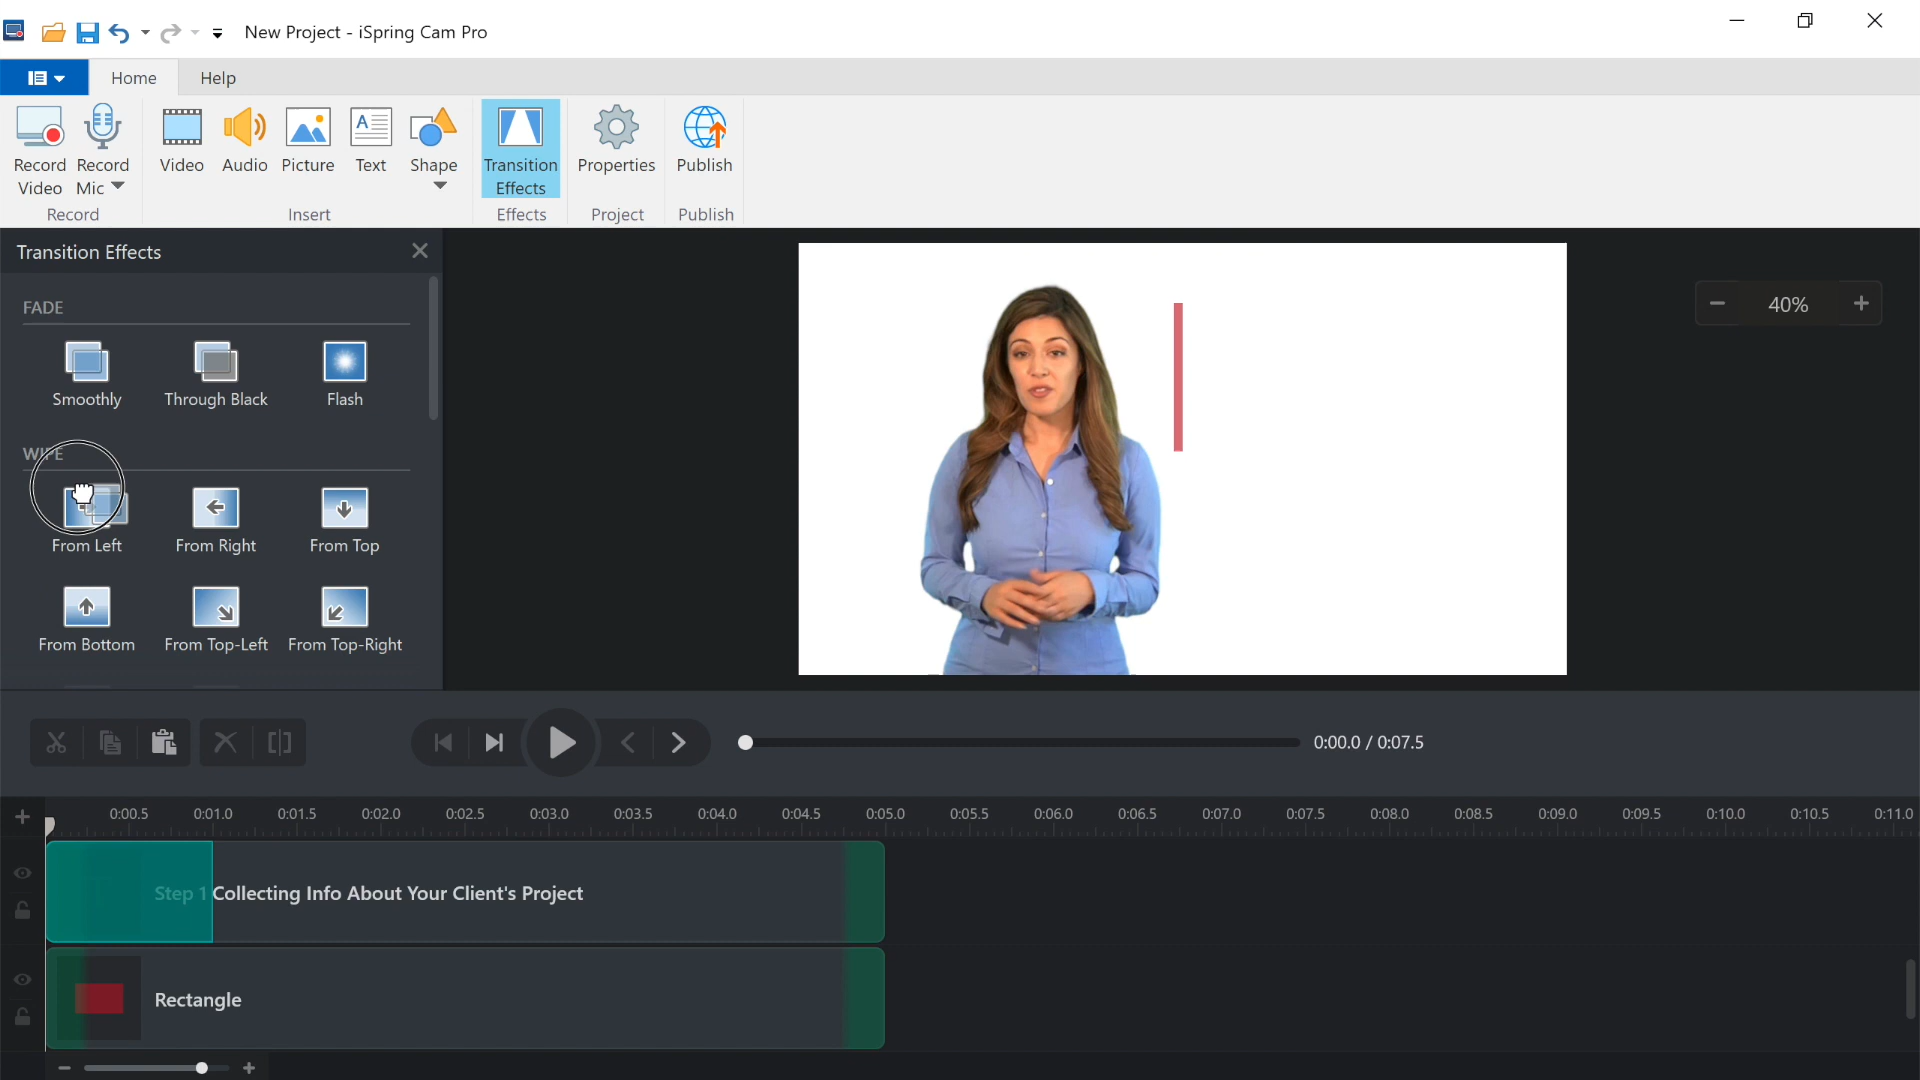 New Project - iSpring Cam Pro
Home
Help
Record Video
Record Mic
Video
Audio
Picture
Text
Shape
Transition Effects
Properties
Publish
Record
Insert
Effects
Project
Publish
Transition Effects
FADE
Smoothly
Through Black
Flash
WIPE
From Left
From Right
From Top
From Bottom
From Top-Left
From Top-Right
40%
0:00.0 / 0:07.5
0:00.5 0:01.0 0:01.5 0:02.0 0:02.5 0:03.0 0:03.5 0:04.0 0:04.5 0:05.0 0:05.5 0:06.0 0:06.5 0:07.0 0:07.5 0:08.0 0:08.5 0:09.0 0:09.5 0:10.0 0:10.5 0:11.0
Step 1 Collecting Info About Your Client's Project
Rectangle